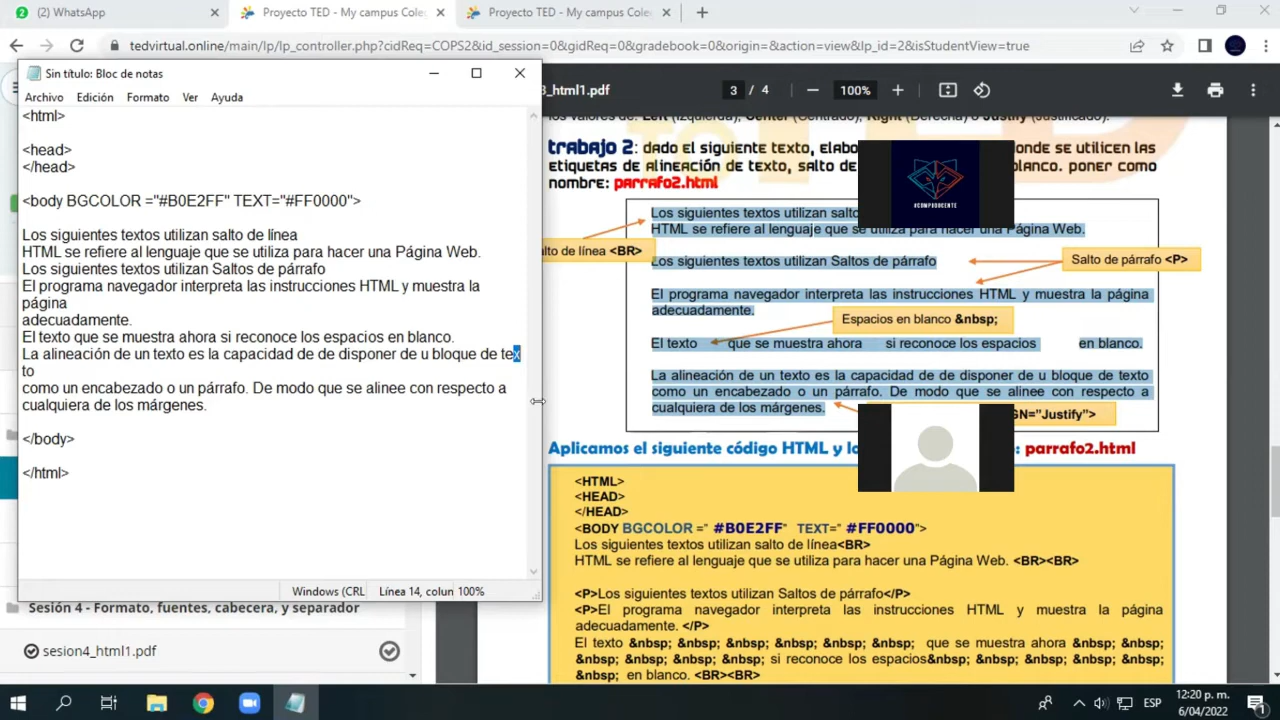 (2) WhatsApp
Proyecto TED - My campus Cole
Proyecto TED - My campus Cole
tedvirtual.online/main/lp/lp_controller.php?cidReq=COPS2&id_session=0&gidReq=0&gradebook=0&origin=&action=view&lp_id=2&isStudentView=true
Sin título: Bloc de notas
Archivo Edición Formato Ver Ayuda
<html>
<head>
</head>
<body BGCOLOR ="#B0E2FF" TEXT="#FF0000">
Los siguientes textos utilizan salto de línea
HTML se refiere al lenguaje que se utiliza para hacer una Página Web.
Los siguientes textos utilizan Saltos de párrafo
El programa navegador interpreta las instrucciones HTML y muestra la
página
adecuadamente.
El texto que se muestra ahora si reconoce los espacios en blanco.
La alineación de un texto es la capacidad de de disponer de u bloque de tex
to
como un encabezado o un párrafo. De modo que se alinee con respecto a
cualquiera de los márgenes.
</body>
</html>
Windows (CRL Línea 14, colun 100%
Sesión 4 - Formato, fuentes, cabecera, y separador
sesion4_html1.pdf
3_html1.pdf
3 / 4
100%
los valores de: Left (Izquierda), Center (Centrado), Right (Derecha) o Justify (Justificado).
trabajo 2: dado el siguiente texto, elabo onde se utilicen las
etiquetas de alineación de texto, salto de blanco. poner como
nombre: parrafo2.html
Los siguientes textos utilizan salto
HTML se refiere al lenguaje que se utiliza para hacer una Página Web.
alto de línea <BR>
Los siguientes textos utilizan Saltos de párrafo
Salto de párrafo <P>
El programa navegador interpreta las instrucciones HTML y muestra la página
adecuadamente.
Espacios en blanco &nbsp;
El texto que se muestra ahora si reconoce los espacios en blanco.
La alineación de un texto es la capacidad de de disponer de u bloque de texto
como un encabezado o un párrafo. De modo que se alinee con respecto a
cualquiera de los márgenes.
GN="Justify">
#COMPUDOCENTE
Aplicamos el siguiente código HTML y lo : parrafo2.html
<HTML>
<HEAD>
</HEAD>
<BODY BGCOLOR =" #B0E2FF" TEXT=" #FF0000">
Los siguientes textos utilizan salto de línea<BR>
HTML se refiere al lenguaje que se utiliza para hacer una Página Web. <BR><BR>
<P>Los siguientes textos utilizan Saltos de párrafo</P>
<P>El programa navegador interpreta las instrucciones HTML y muestra la página
adecuadamente. </P>
El texto &nbsp; &nbsp; &nbsp; &nbsp; &nbsp; que se muestra ahora &nbsp; &nbsp;
&nbsp; &nbsp; &nbsp; &nbsp; si reconoce los espacios&nbsp; &nbsp; &nbsp; &nbsp; &nbsp;
&nbsp; en blanco. <BR><BR>
ESP
12:20 p. m.
6/04/2022
1